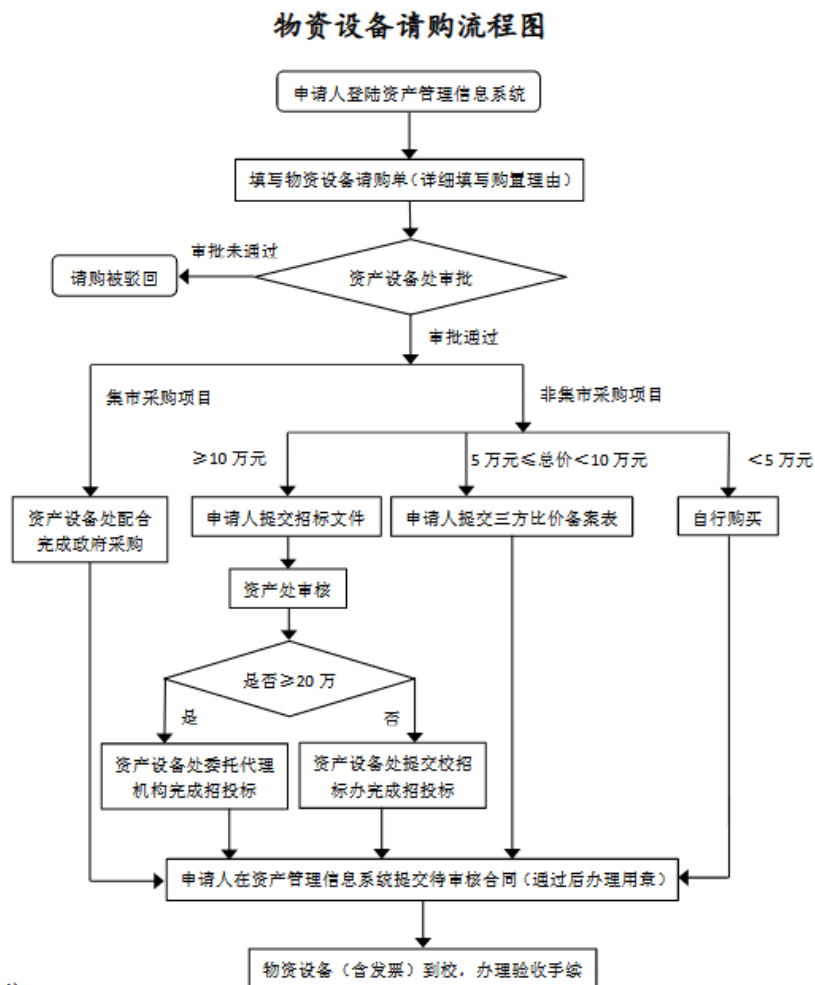 物资设备请购流程图
申请人登陆资产管理信息系统
填写物资设备请购单（详细填写购置理由）
审批未通过
请购被驳回
资产设备处审批
审批通过
集市采购项目
非集市采购项目
≥10 万元
5 万元≤总价＜10 万元
＜5 万元
资产设备处配合
完成政府采购
申请人提交招标文件
申请人提交三方比价备案表
自行购买
资产处审核
是否≥20 万
是
否
资产设备处委托代理
机构完成招投标
资产设备处提交校招
标办完成招投标
申请人在资产管理信息系统提交待审核合同（通过后办理用章）
物资设备（含发票）到校，办理验收手续